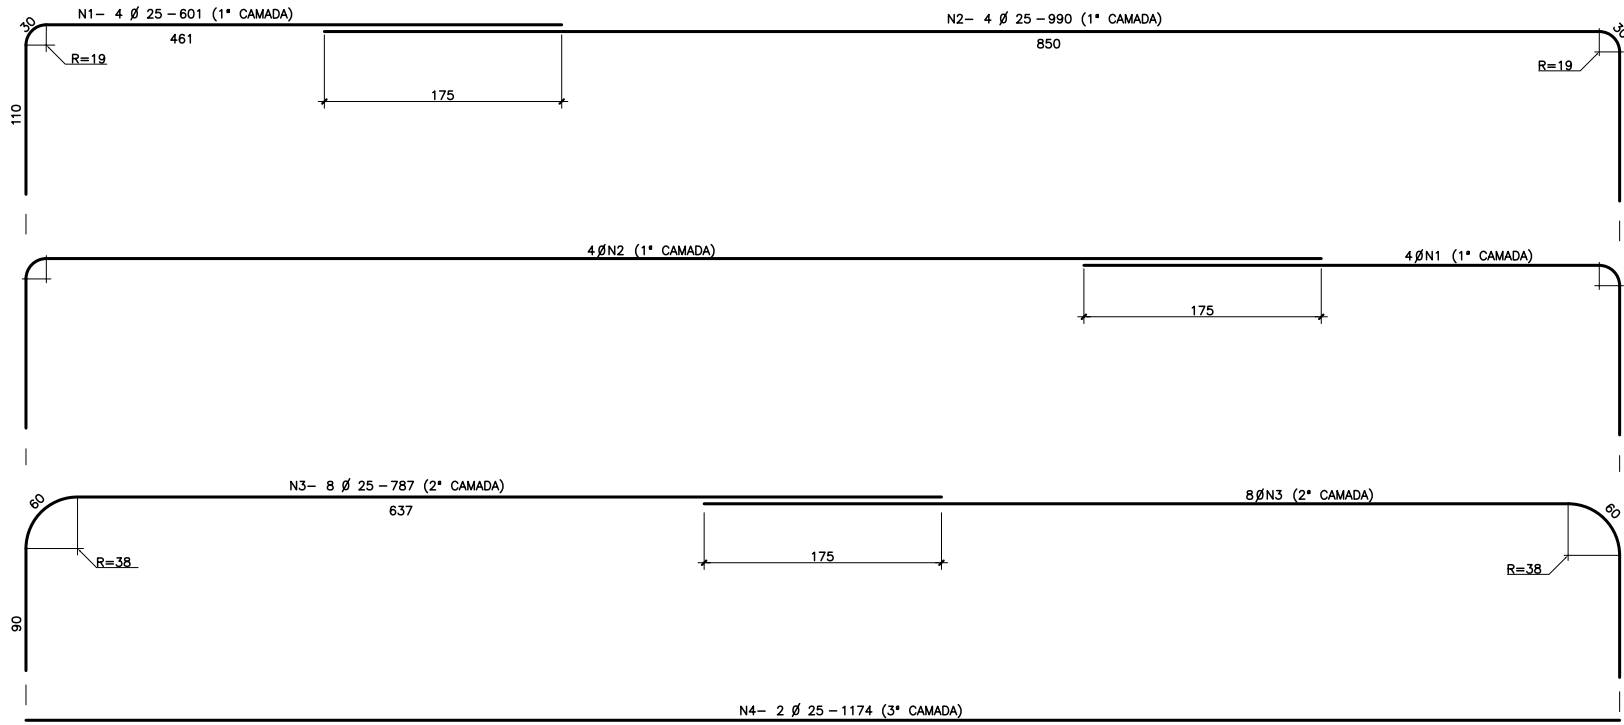 N1- 4 Ø 25-601 (1ª CAMADA)
N2- 4 Ø 25-990 (1ª CAMADA)
30
461
850
30
R=19
R=19
175
110
4ØN2 (1ª CAMADA)
4ØN1 (1ª CAMADA)
175
N3- 8 Ø 25-787 (2ª CAMADA)
8ØN3 (2ª CAMADA)
60
637
60
175
R=38
R=38
90
N4- 2 Ø 25-1174 (3ª CAMADA)